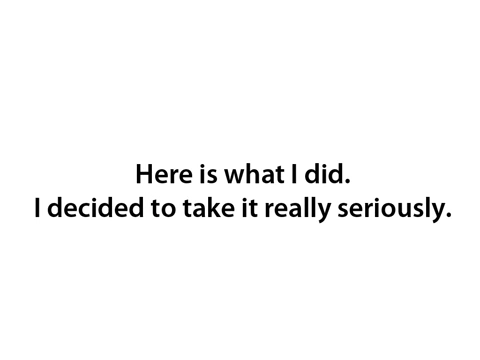 Here is what I did.
I decided to take it really seriously.